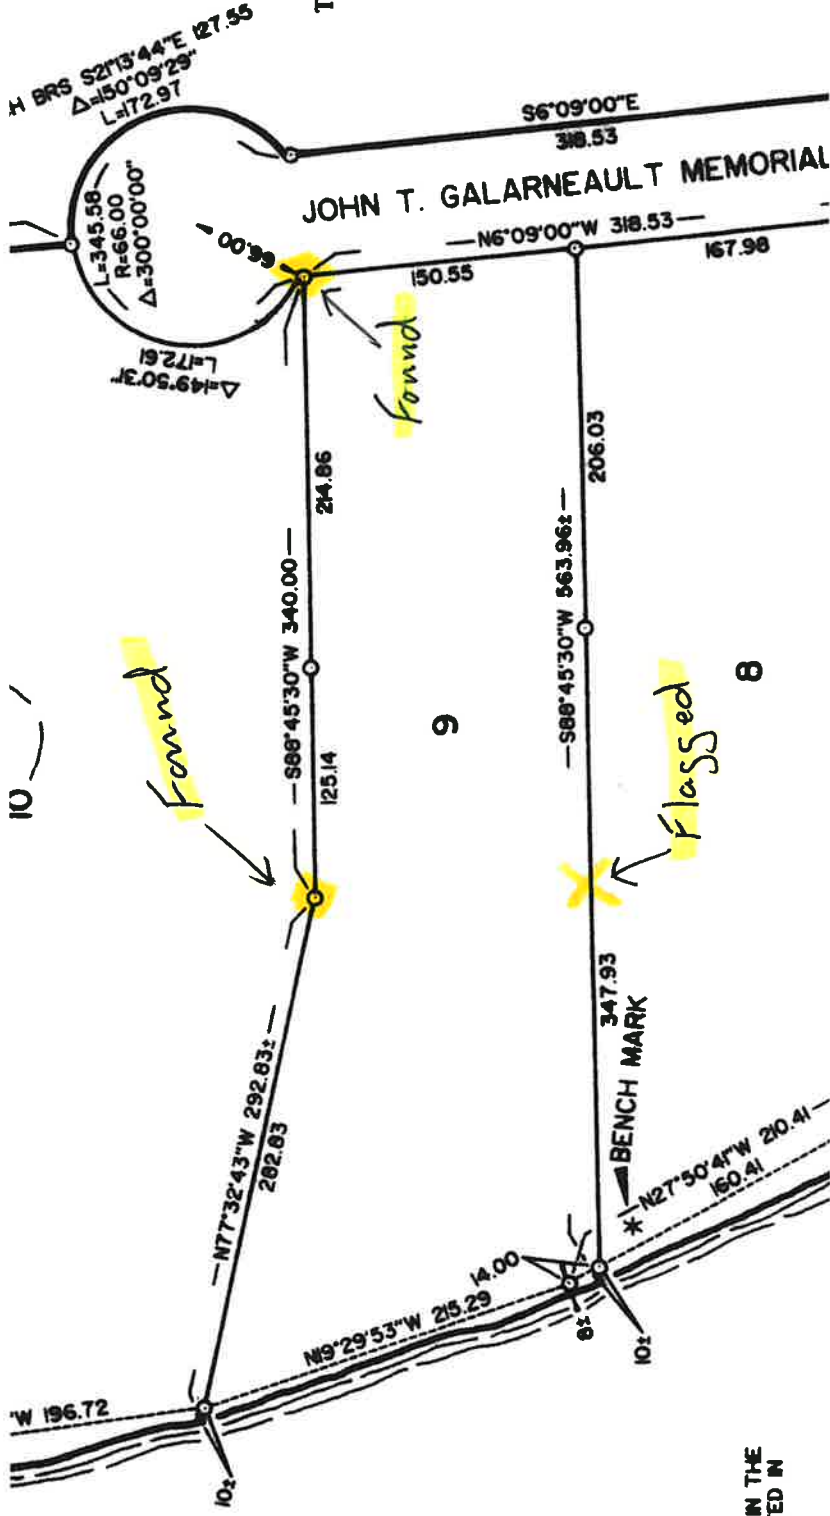 H BRS S21°13'44"E 127.55
Δ=150°09'29"
L=172.97
S6°09'00"E
318.53
JOHN T. GALARNEAULT MEMORIAL
L=345.58
R=66.00
Δ=300°00'00"
66.00
N6°09'00"W 318.53
150.55
167.98
L=172.61
Δ=149°50'31"
Found
214.86
206.03
S88°45'30"W 340.00
S88°45'30"W 563.96±
125.14
Found
10
9
8
Flagged
347.93
BENCH MARK
N77°32'43"W 292.83±
282.83
N27°50'41"W 210.41
160.41
14.00
N19°29'53"W 215.29
8±
10±
"W 196.72
10±
IN THE
ED IN